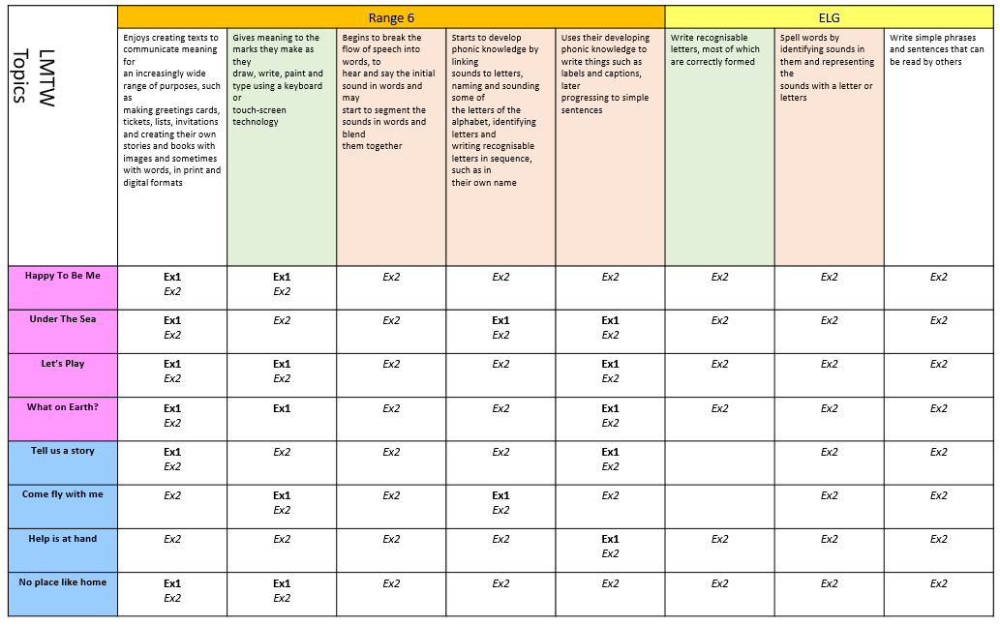 Range 6
ELG
LMTW
Topics
Enjoys creating texts to
communicate meaning
for
an increasingly wide
range of purposes, such
as
making greetings cards,
tickets, lists, invitations
and creating their own
stories and books with
images and sometimes
with words, in print and
digital formats
Gives meaning to the
marks they make as
they
draw, write, paint and
type using a keyboard
or
touch-screen
technology
Begins to break the
flow of speech into
words, to
hear and say the initial
sound in words and
may
start to segment the
sounds in words and
blend
them together
Starts to develop
phonic knowledge by
linking
sounds to letters,
naming and sounding
some of
the letters of the
alphabet, identifying
letters and
writing recognisable
letters in sequence,
such as in
their own name
Uses their developing
phonic knowledge to
write things such as
labels and captions,
later
progressing to simple
sentences
Write recognisable
letters, most of which
are correctly formed
Spell words by
identifying sounds in
them and representing
the
sounds with a letter or
letters
Write simple phrases
and sentences that can
be read by others
Happy To Be Me Ex1 Ex1 Ex2 Ex2 Ex2 Ex2 Ex2 Ex2
Ex2 Ex2
Under The Sea Ex1 Ex2 Ex2 Ex1 Ex1 Ex2 Ex2 Ex2
Ex2 Ex2 Ex2
Let's Play Ex1 Ex1 Ex2 Ex2 Ex1 Ex2 Ex2 Ex2
Ex2 Ex2 Ex2
What on Earth? Ex1 Ex1 Ex2 Ex2 Ex1 Ex2 Ex2 Ex2
Ex2 Ex2
Tell us a story Ex1 Ex2 Ex2 Ex2 Ex1 Ex2 Ex2
Ex2 Ex2
Come fly with me Ex2 Ex1 Ex2 Ex1 Ex2 Ex2 Ex2
Ex2 Ex2
Help is at hand Ex2 Ex2 Ex2 Ex2 Ex1 Ex2 Ex2 Ex2
Ex2
No place like home Ex1 Ex1 Ex2 Ex2 Ex2 Ex2 Ex2 Ex2
Ex2 Ex2